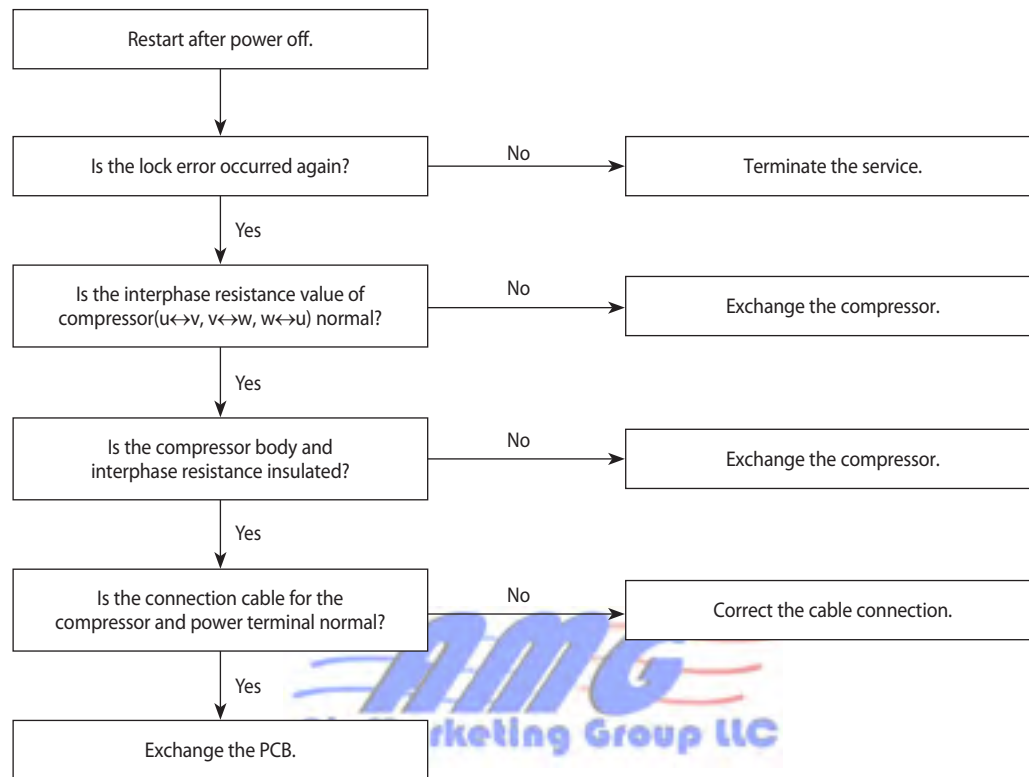 Restart after power off.
Is the lock error occurred again?
No
Terminate the service.
Yes
Is the interphase resistance value of
compressor(u↔v, v↔w, w↔u) normal?
No
Exchange the compressor.
Yes
Is the compressor body and
interphase resistance insulated?
No
Exchange the compressor.
Yes
Is the connection cable for the
compressor and power terminal normal?
No
Correct the cable connection.
Yes
AMG
Group LLC
Exchange the PCB.